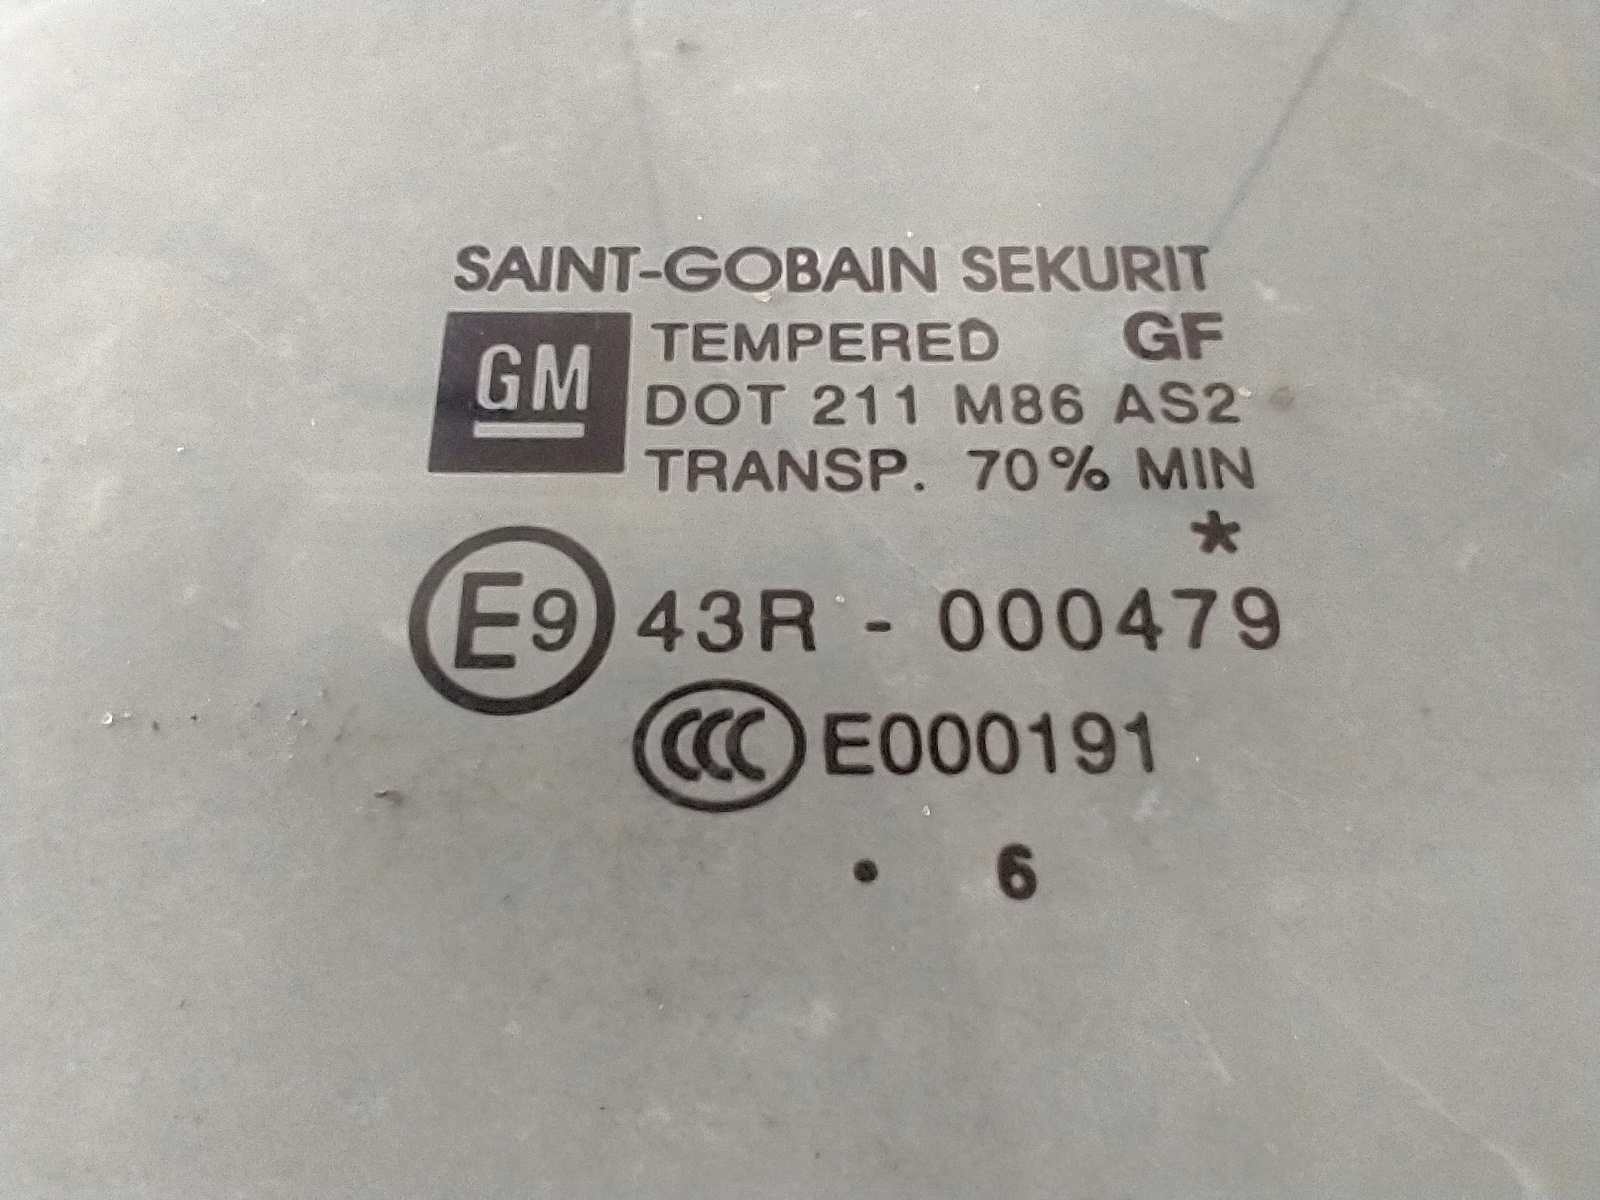 SAINT-GOBAIN SEKURIT
GM
TEMPERED GF
DOT 211 M86 AS2
TRANSP. 70% MIN
*
E9 43R - 000479
CCC E000191
. 6